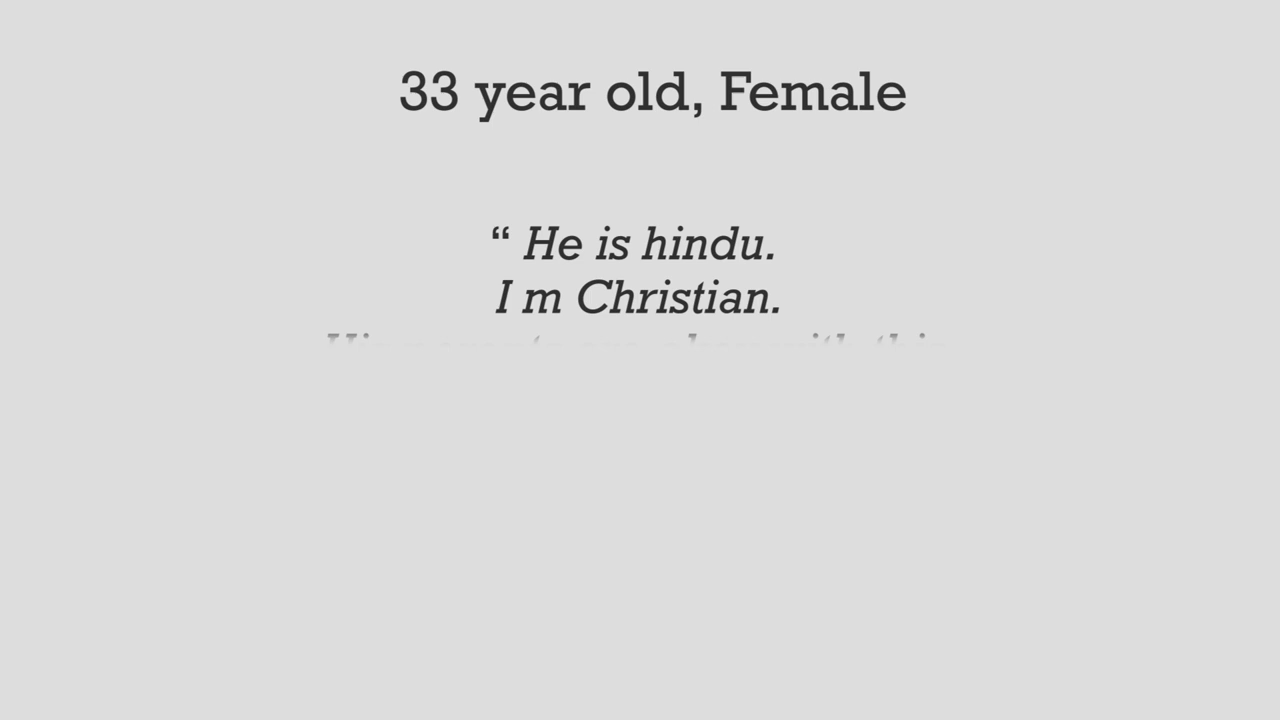 33 year old, Female
“ He is hindu.
I m Christian.